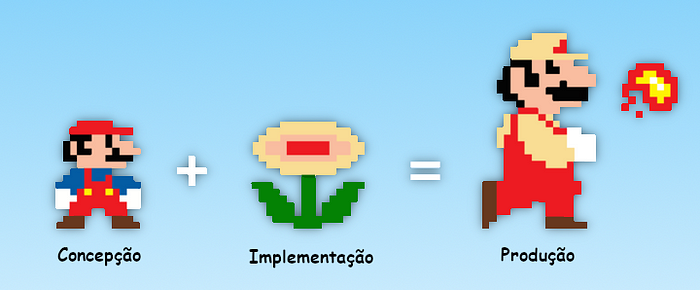 +
=
Concepção
Implementação
Produção